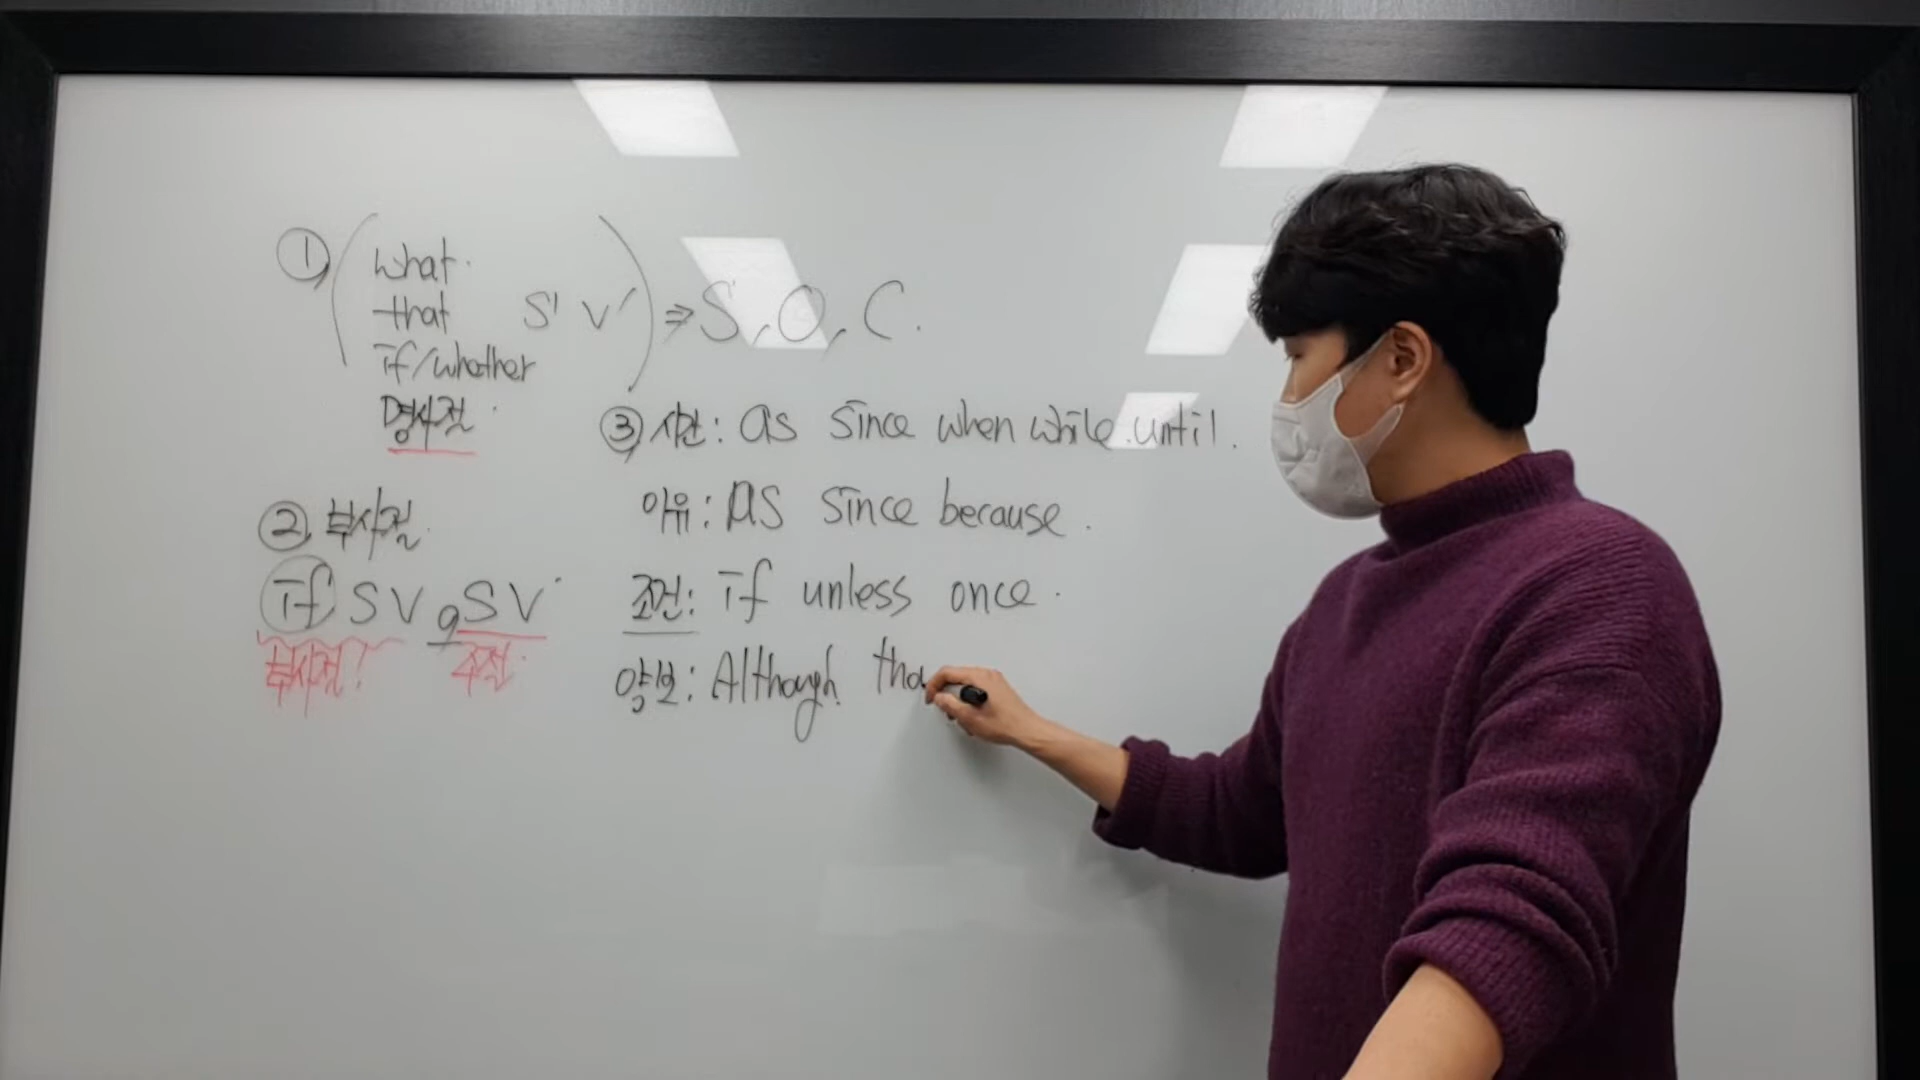 ① what.
that S' V' ⇒ S, O, C.
if/whether
명사절.
② 부사절.
if SV, SV.
부사절! 주절.
③ 시간: as since when while until.
이유: AS since because.
조건: if unless once.
양보: Although tho